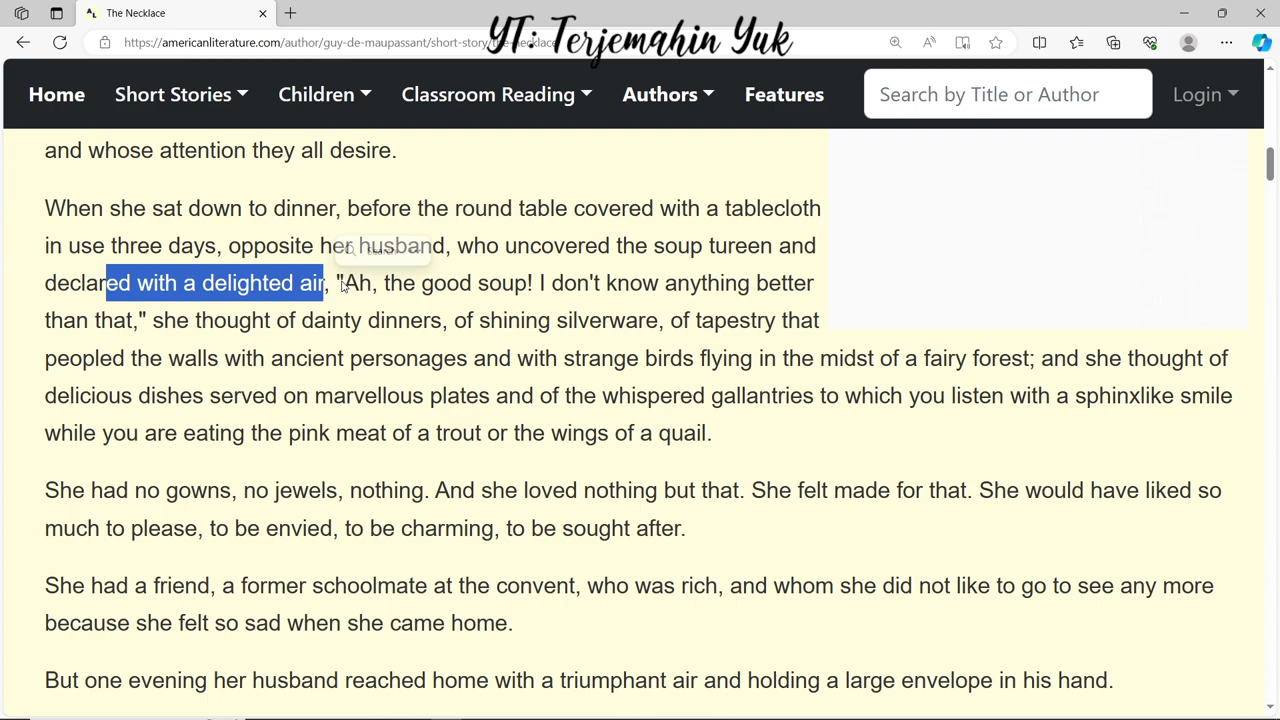 The Necklace
YT: Terjemahin Yuk
https://americanliterature.com/author/guy-de-maupassant/short-story/the-necklace
Home Short Stories Children Classroom Reading Authors Features Search by Title or Author Login
and whose attention they all desire.
When she sat down to dinner, before the round table covered with a tablecloth
in use three days, opposite her husband, who uncovered the soup tureen and
declared with a delighted air, "Ah, the good soup! I don't know anything better
than that," she thought of dainty dinners, of shining silverware, of tapestry that
peopled the walls with ancient personages and with strange birds flying in the midst of a fairy forest; and she thought of
delicious dishes served on marvellous plates and of the whispered gallantries to which you listen with a sphinxlike smile
while you are eating the pink meat of a trout or the wings of a quail.
She had no gowns, no jewels, nothing. And she loved nothing but that. She felt made for that. She would have liked so
much to please, to be envied, to be charming, to be sought after.
She had a friend, a former schoolmate at the convent, who was rich, and whom she did not like to go to see any more
because she felt so sad when she came home.
But one evening her husband reached home with a triumphant air and holding a large envelope in his hand.